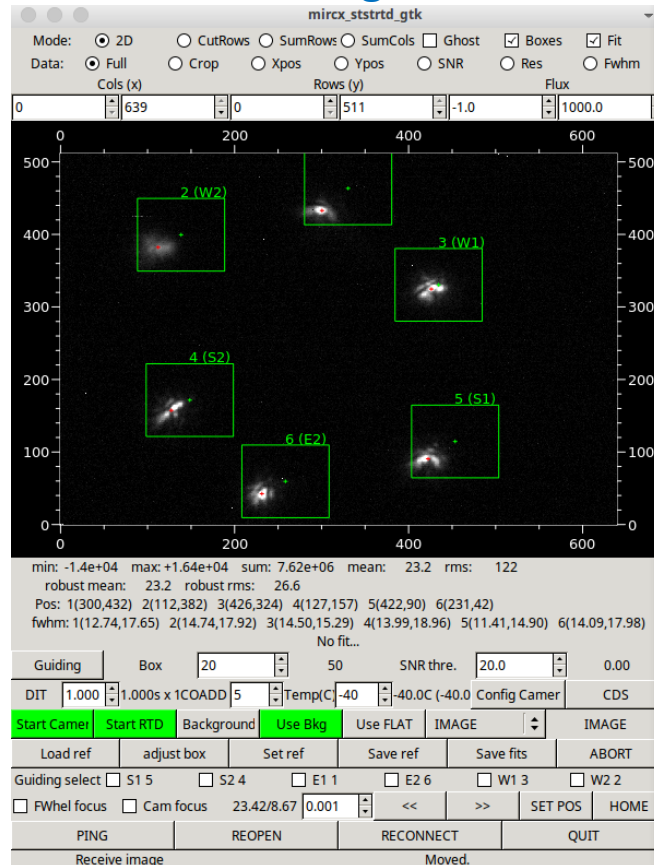 mircx_ststrtd_gtk
Mode: 2D CutRows SumRows SumCols Ghost Boxes Fit
Data: Full Crop Xpos Ypos SNR Res Fwhm
Cols (x) Rows (y) Flux
0 639 0 511 -1.0 1000.0
0 200 400 600
500 500
2 (W2)
400 400
3 (W1)
300 300
4 (S2)
200 200
5 (S1)
6 (E2)
100 100
0 0
0 200 400 600
min: -1.4e+04 max: +1.64e+04 sum: 7.62e+06 mean: 23.2 rms: 122
robust mean: 23.2 robust rms: 26.6
Pos: 1(300,432) 2(112,382) 3(426,324) 4(127,157) 5(422,90) 6(231,42)
fwhm: 1(12.74,17.65) 2(14.74,17.92) 3(14.50,15.29) 4(13.99,18.96) 5(11.41,14.90) 6(14.09,17.98)
No fit...
Guiding Box 20 50 SNR thre. 20.0 0.00
DIT 1.000 1.000s x 1COADD 5 Temp(C) -40 -40.0C (-40.0 Config Camer CDS
Start Camer Start RTD Background Use Bkg Use FLAT IMAGE IMAGE
Load ref adjust box Set ref Save ref Save fits ABORT
Guiding select S1 5 S2 4 E1 1 E2 6 W1 3 W2 2
FWhel focus Cam focus 23.42/8.67 0.001 << >> SET POS HOME
PING REOPEN RECONNECT QUIT
Receive image Moved.